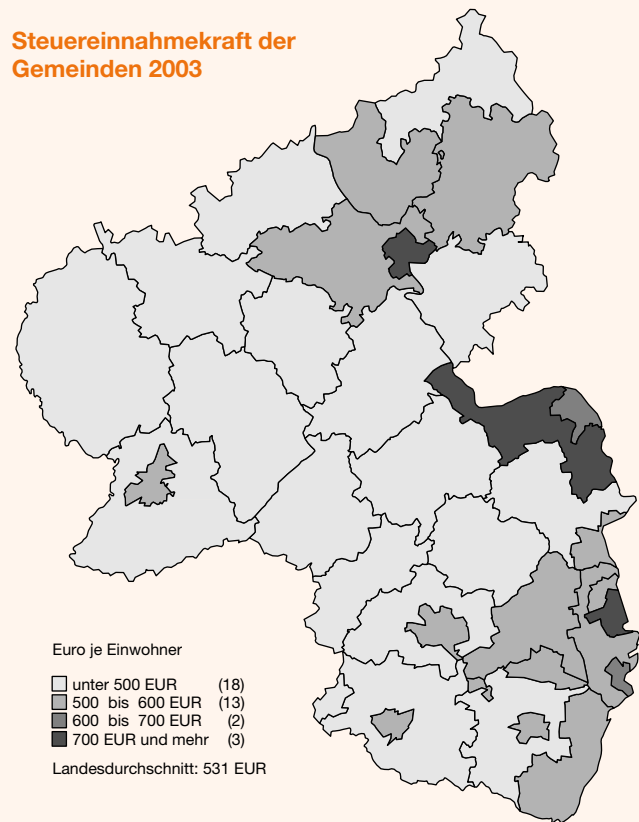 Steuereinnahmekraft der
Gemeinden 2003
Euro je Einwohner
unter 500 EUR (18)
500 bis 600 EUR (13)
600 bis 700 EUR (2)
700 EUR und mehr (3)
Landesdurchschnitt: 531 EUR